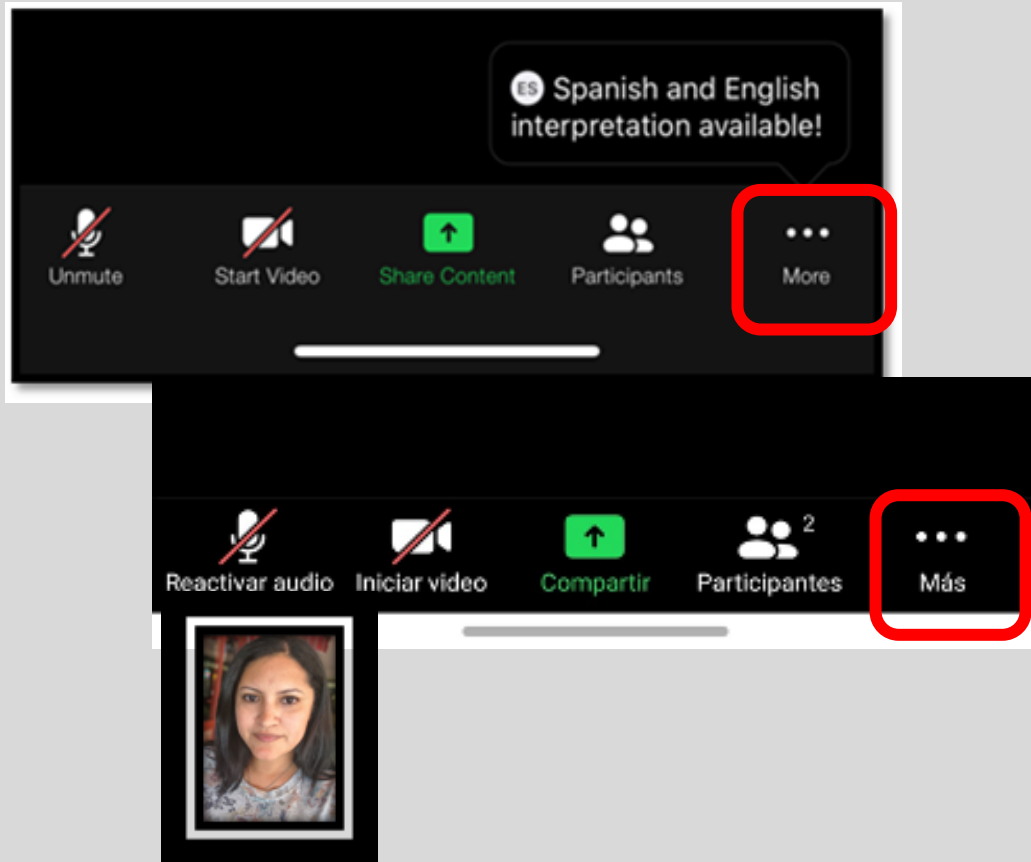 ES Spanish and English
interpretation available!
Unmute Start Video Share Content Participants More
Reactivar audio Iniciar video Compartir Participantes 2 Más